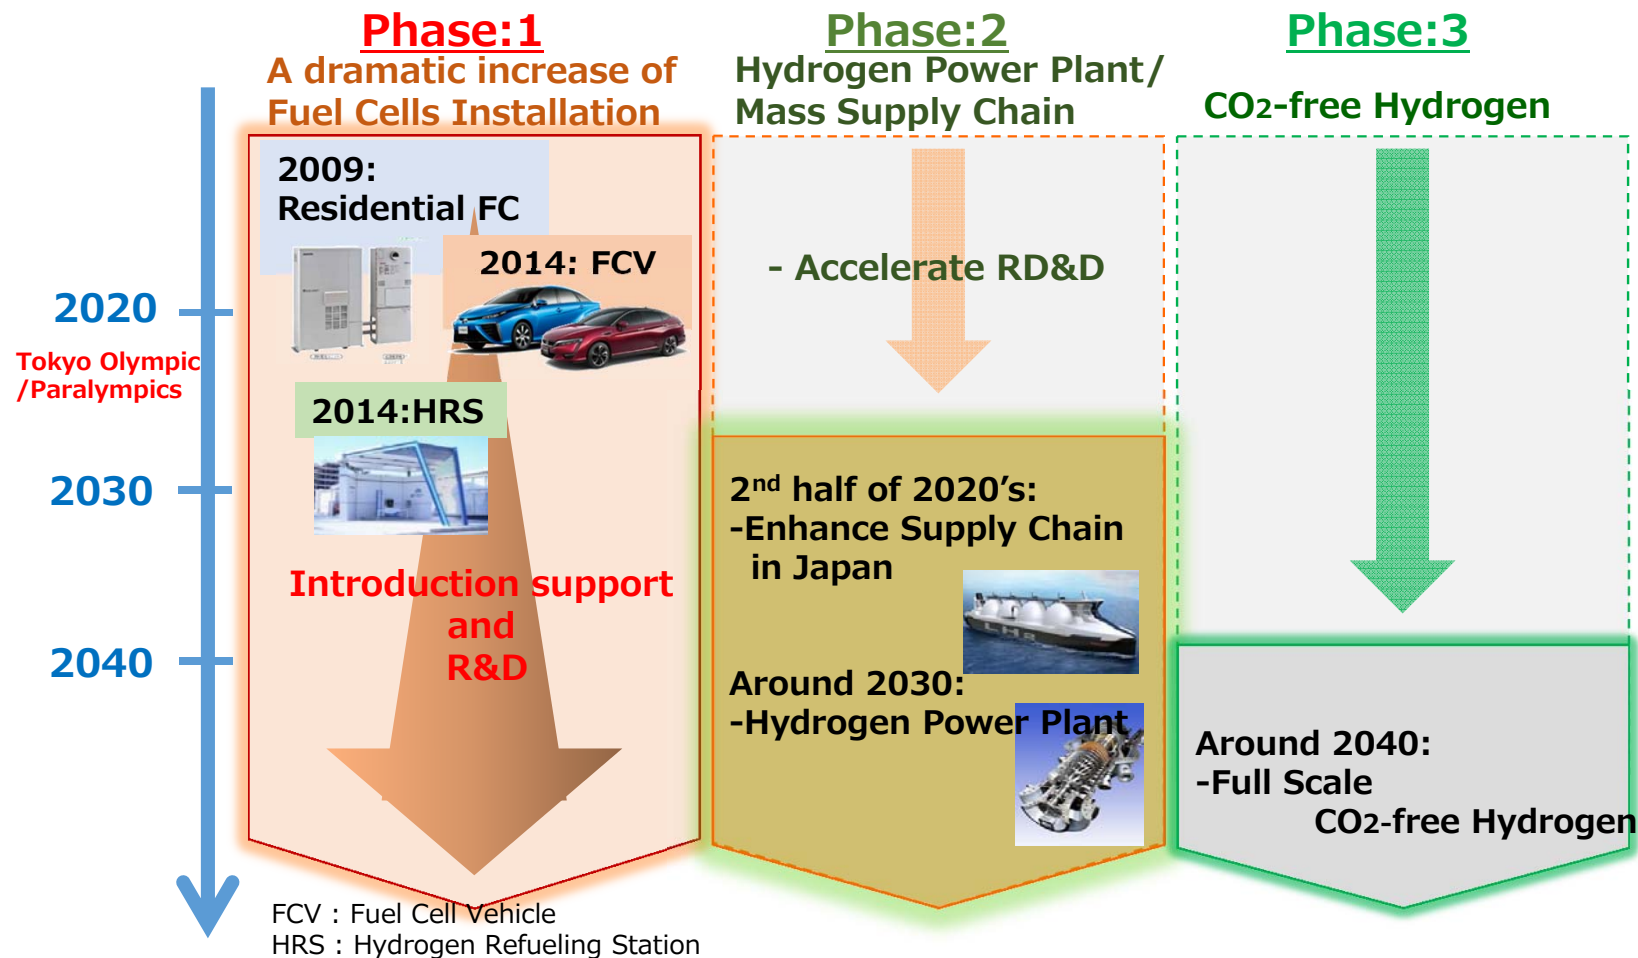 Phase:1
A dramatic increase of
Fuel Cells Installation
2009:
Residential FC
2014: FCV
2014:HRS
Introduction support
and
R&D
FCV : Fuel Cell Vehicle
HRS : Hydrogen Refueling Station
2020
Tokyo Olympic
/Paralympics
2030
2040
Phase:2
Hydrogen Power Plant/
Mass Supply Chain
- Accelerate RD&D
2nd half of 2020’s:
-Enhance Supply Chain
in Japan
LH2
Around 2030:
-Hydrogen Power Plant
Phase:3
CO2-free Hydrogen
Around 2040:
-Full Scale
CO2-free Hydrogen